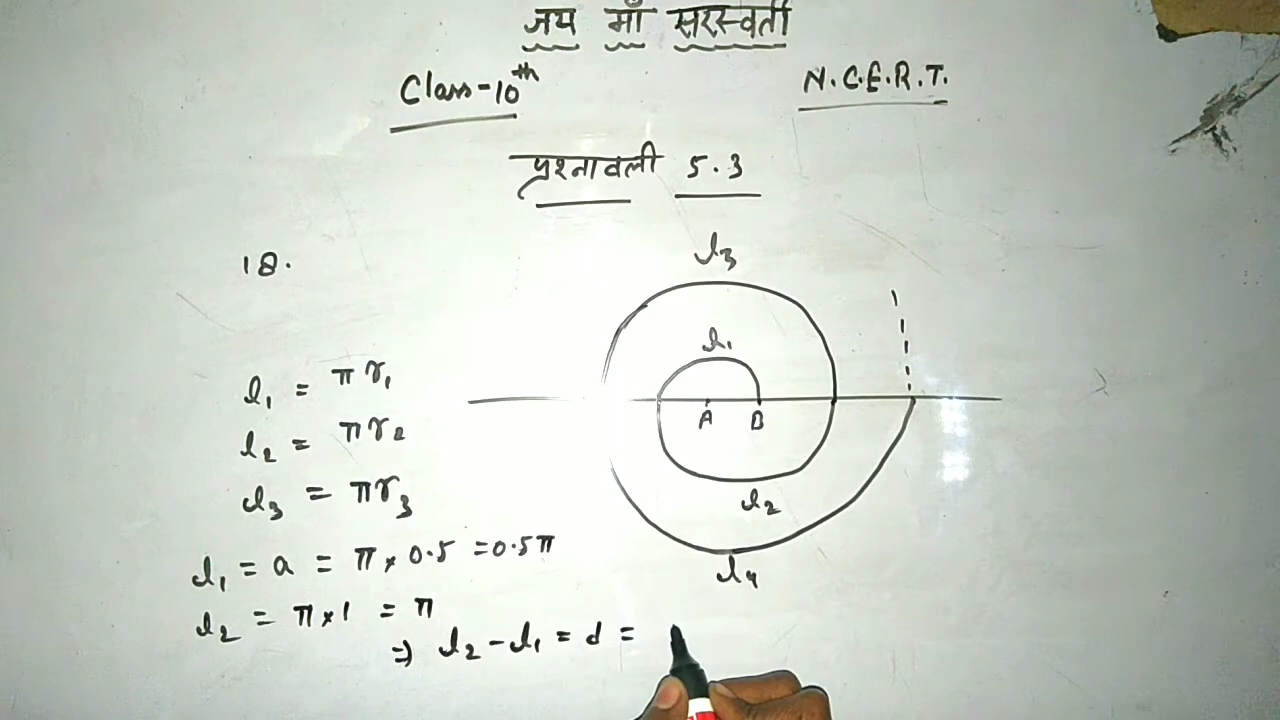 जय माँ सरस्वती
Class-10th
N.C.E.R.T.
प्रश्नावली 5.3
18.
l₃
l₁
A B
l₂
l₄
l₁ = πr₁
l₂ = πr₂
l₃ = πr₃
l₁ = a = π×0.5 = 0.5π
l₂ = π×1 = π
⇒ l₂-l₁ = d =